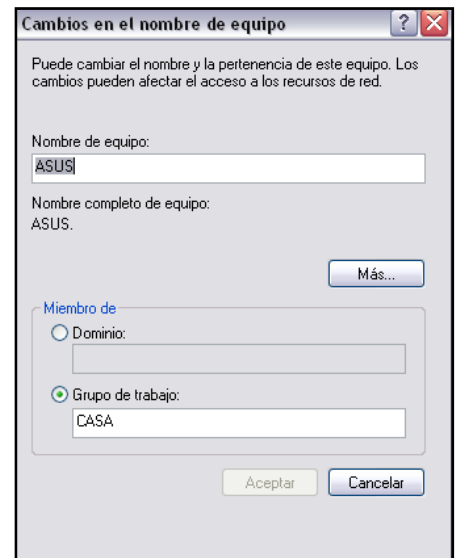 Cambios en el nombre de equipo
Puede cambiar el nombre y la pertenencia de este equipo. Los
cambios pueden afectar el acceso a los recursos de red.
Nombre de equipo:
ASUS
Nombre completo de equipo:
ASUS.
Más...
Miembro de
Dominio:
Grupo de trabajo:
CASA
Aceptar
Cancelar